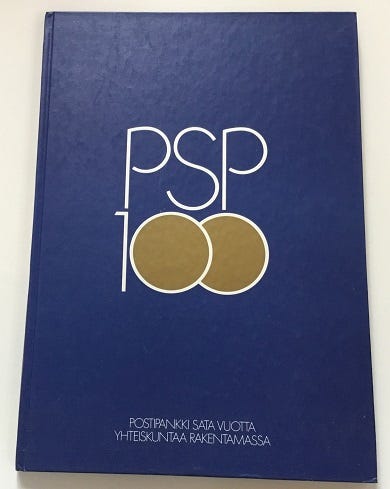 PSP
100
POSTIPANKKI SATA VUOTTA
YHTEISKUNTAA RAKENTAMASSA